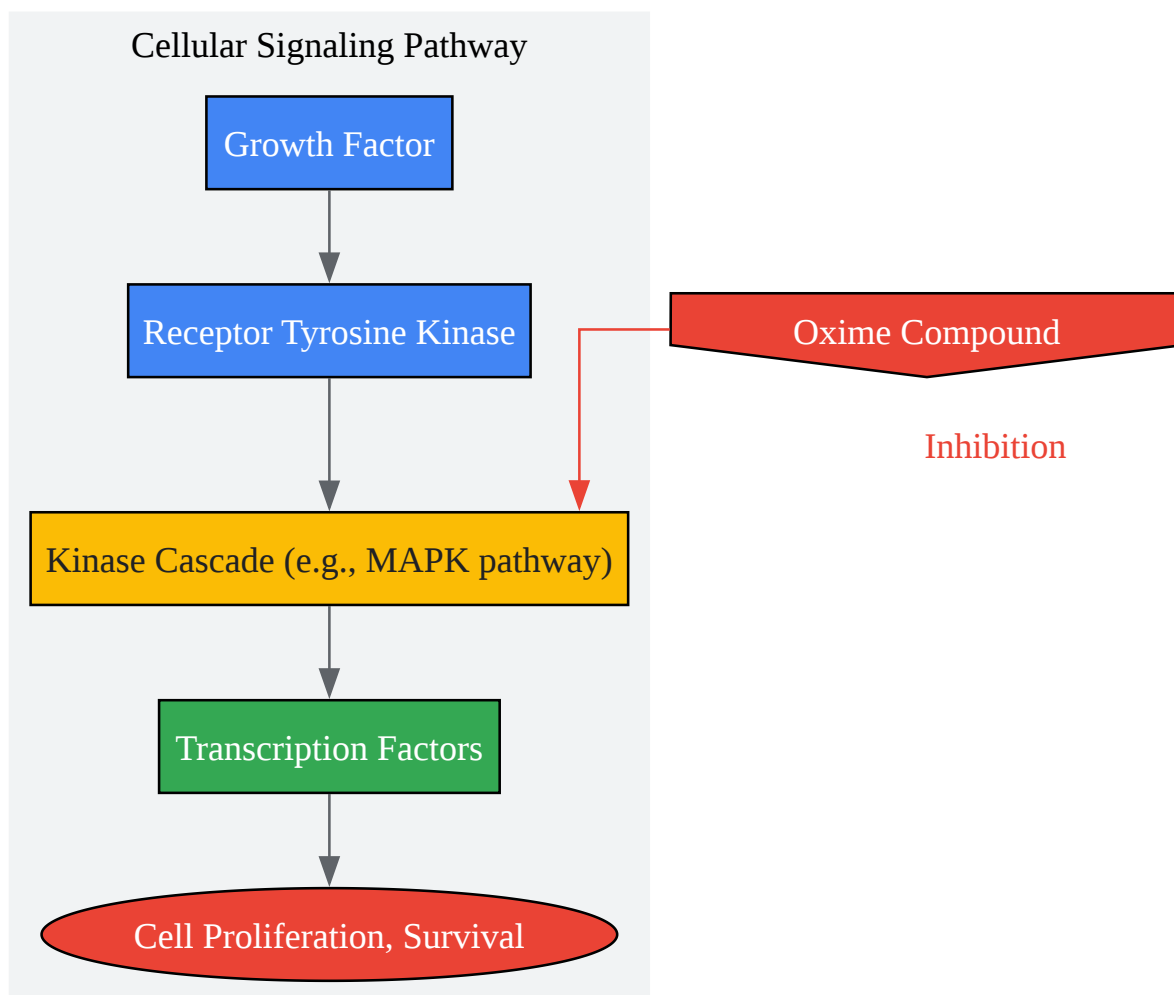 Cellular Signaling Pathway
Growth Factor
Receptor Tyrosine Kinase
Oxime Compound
Inhibition
Kinase Cascade (e.g., MAPK pathway)
Transcription Factors
Cell Proliferation, Survival